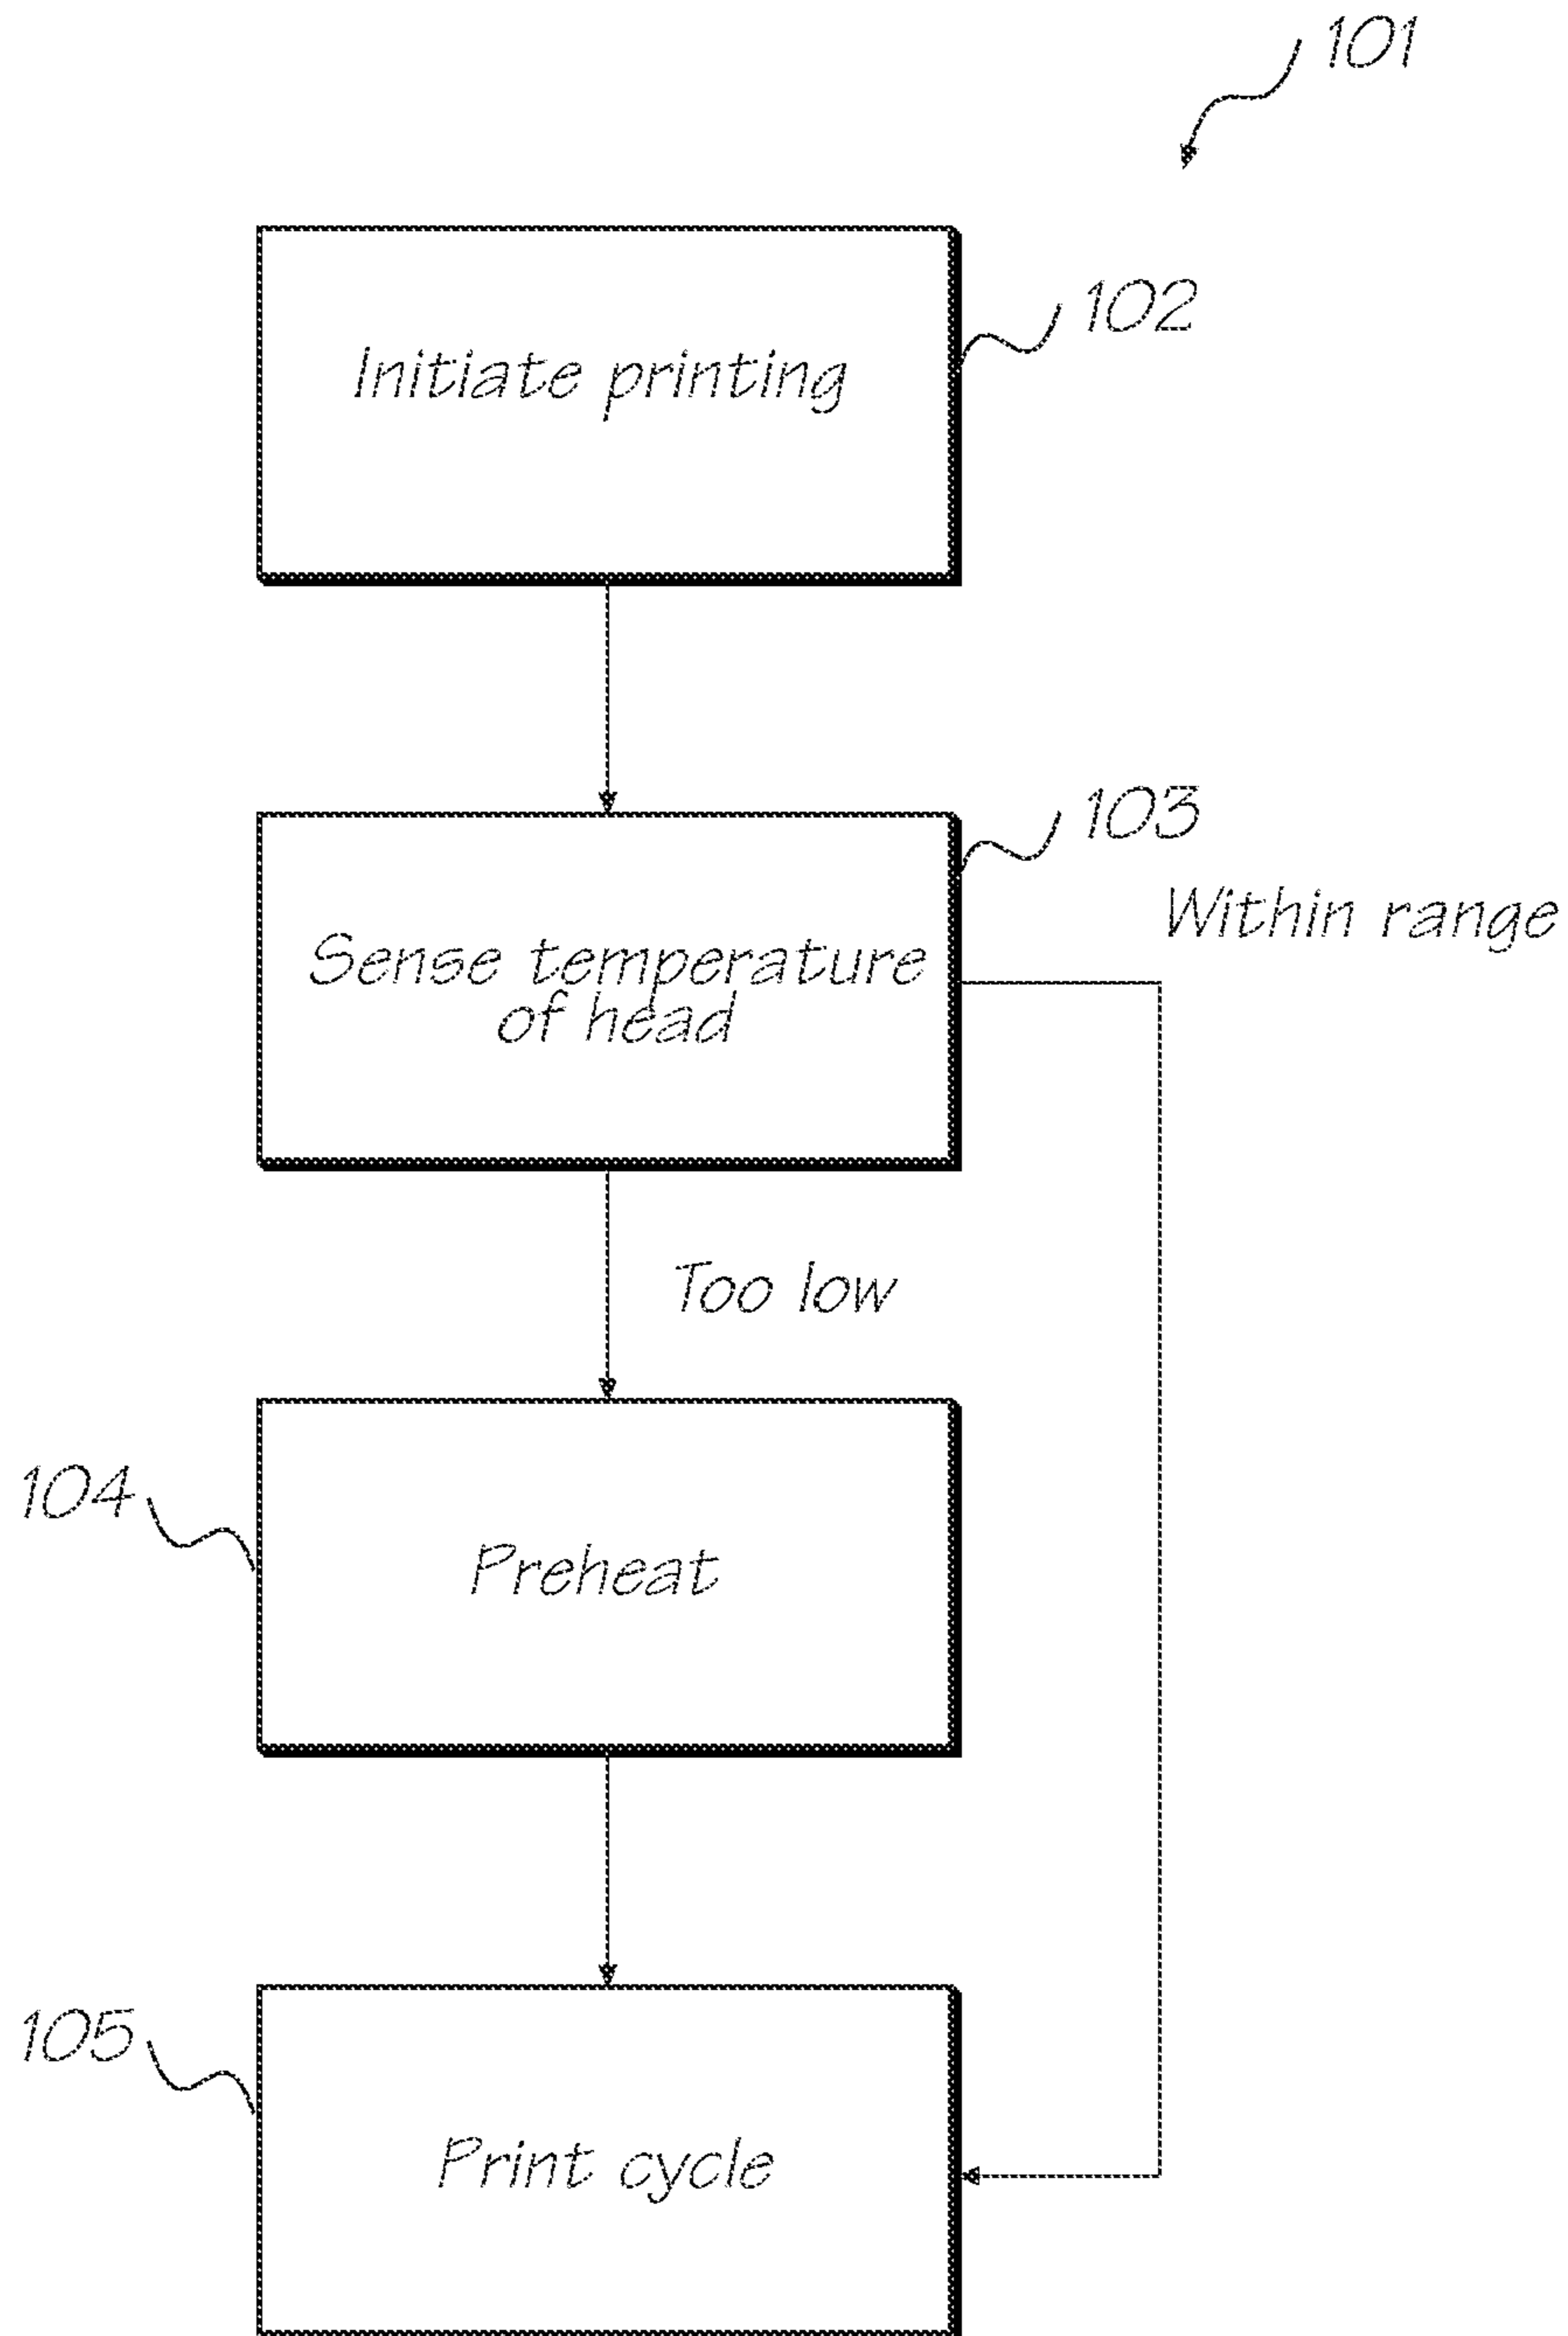 101
Initiate printing
102
103
Within range
Sense temperature
of head
Too low
104
Preheat
105
Print cycle